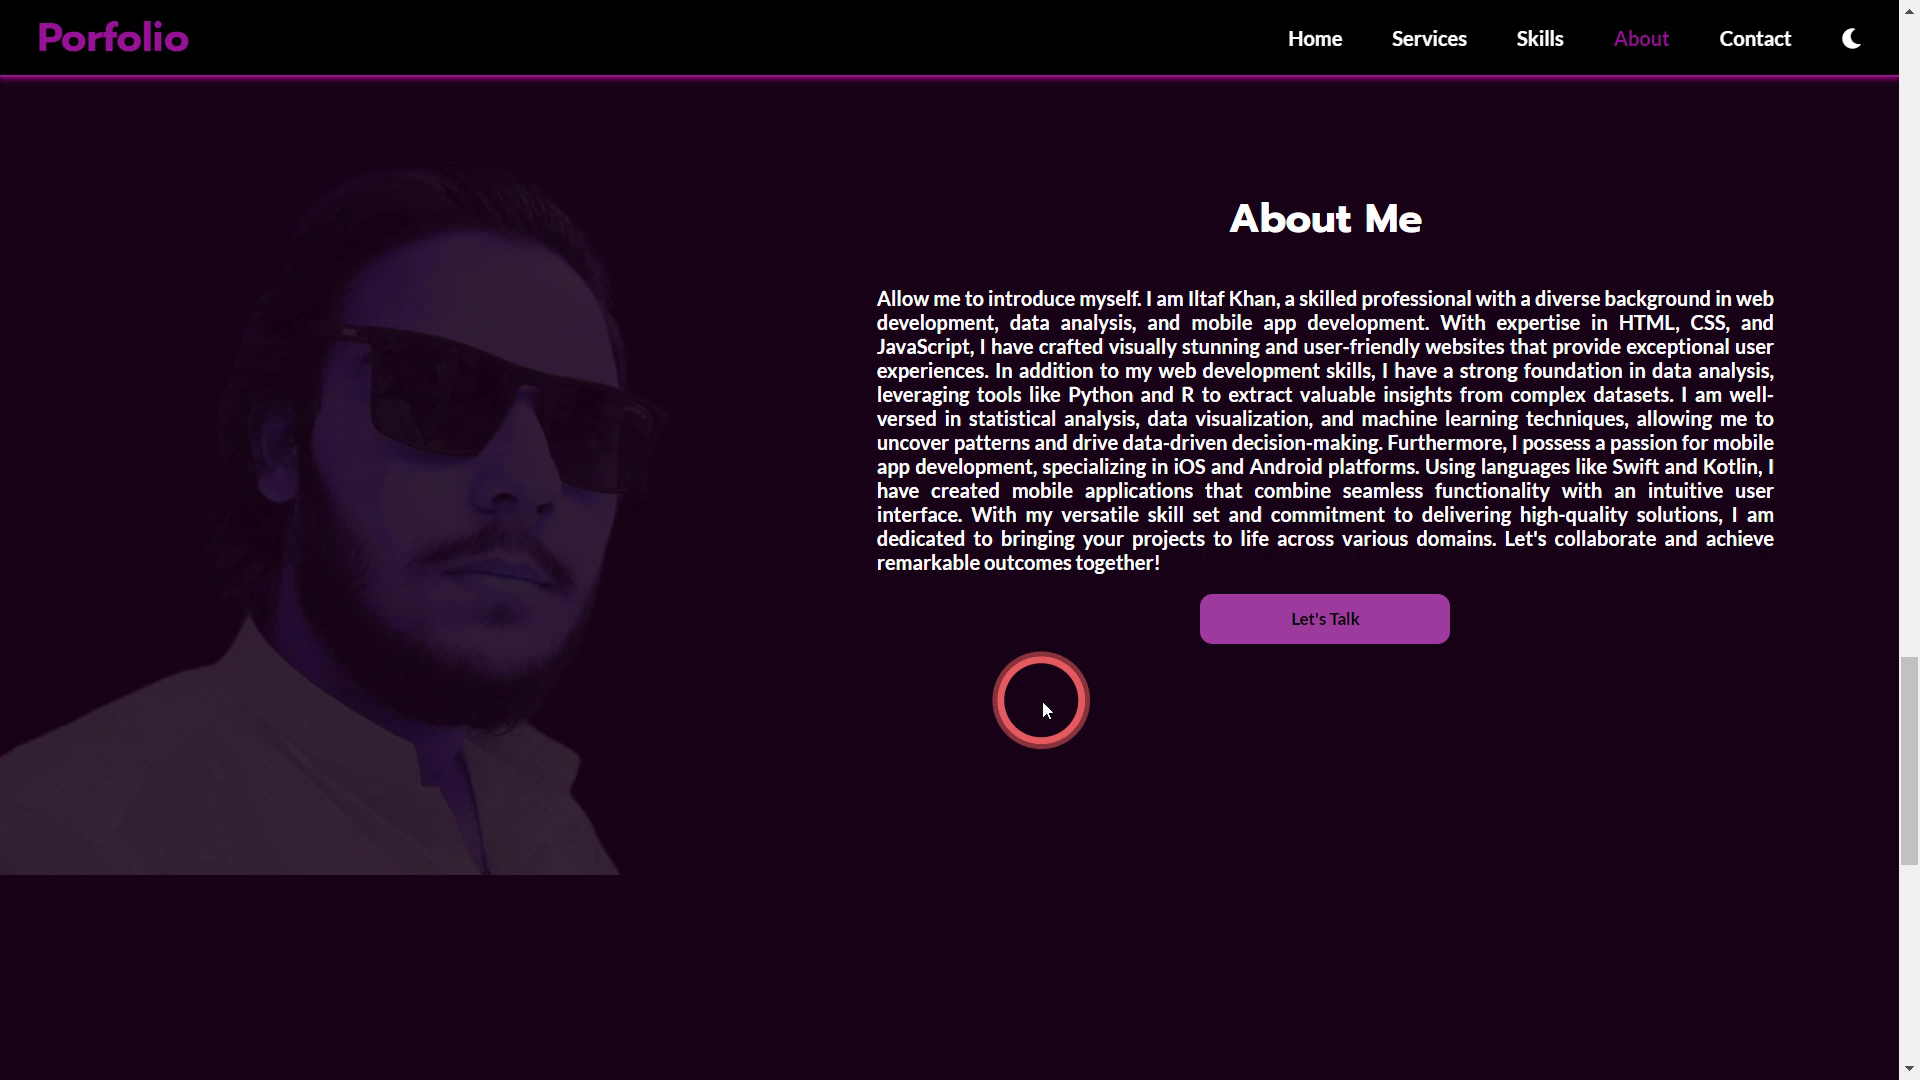 Porfolio
Home Services Skills About Contact
About Me
Allow me to introduce myself. I am Iltaf Khan, a skilled professional with a diverse background in web
development, data analysis, and mobile app development. With expertise in HTML, CSS, and
JavaScript, I have crafted visually stunning and user-friendly websites that provide exceptional user
experiences. In addition to my web development skills, I have a strong foundation in data analysis,
leveraging tools like Python and R to extract valuable insights from complex datasets. I am well-
versed in statistical analysis, data visualization, and machine learning techniques, allowing me to
uncover patterns and drive data-driven decision-making. Furthermore, I possess a passion for mobile
app development, specializing in iOS and Android platforms. Using languages like Swift and Kotlin, I
have created mobile applications that combine seamless functionality with an intuitive user
interface. With my versatile skill set and commitment to delivering high-quality solutions, I am
dedicated to bringing your projects to life across various domains. Let's collaborate and achieve
remarkable outcomes together!
Let's Talk